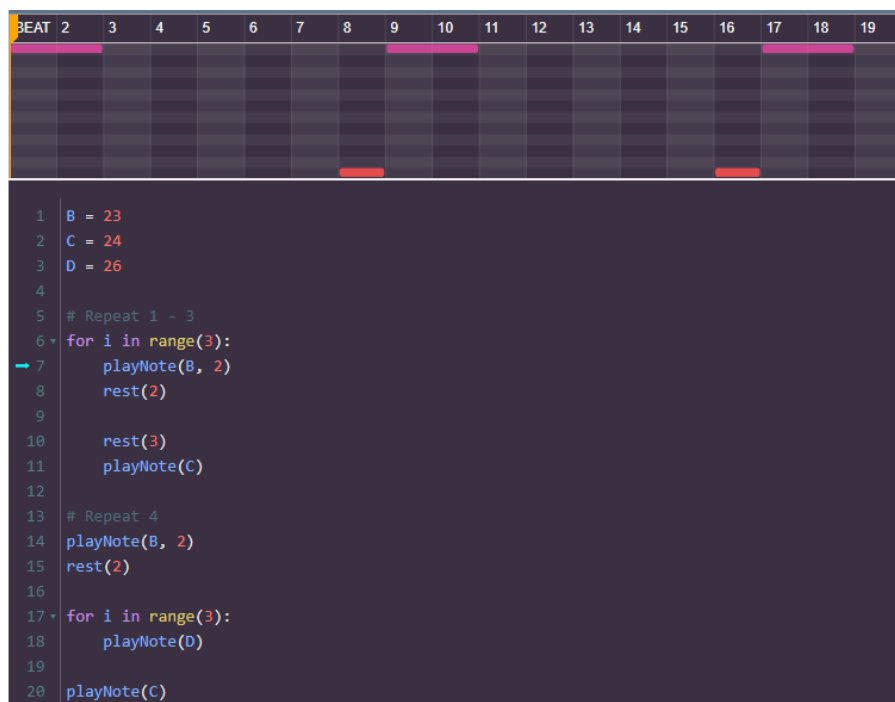 BEAT 2 3 4 5 6 7 8 9 10 11 12 13 14 15 16 17 18 19
1 B = 23
2 C = 24
3 D = 26
4
5 # Repeat 1 - 3
6 for i in range(3):
7     playNote(B, 2)
8     rest(2)
9
10     rest(3)
11     playNote(C)
12
13 # Repeat 4
14 playNote(B, 2)
15 rest(2)
16
17 for i in range(3):
18     playNote(D)
19
20 playNote(C)